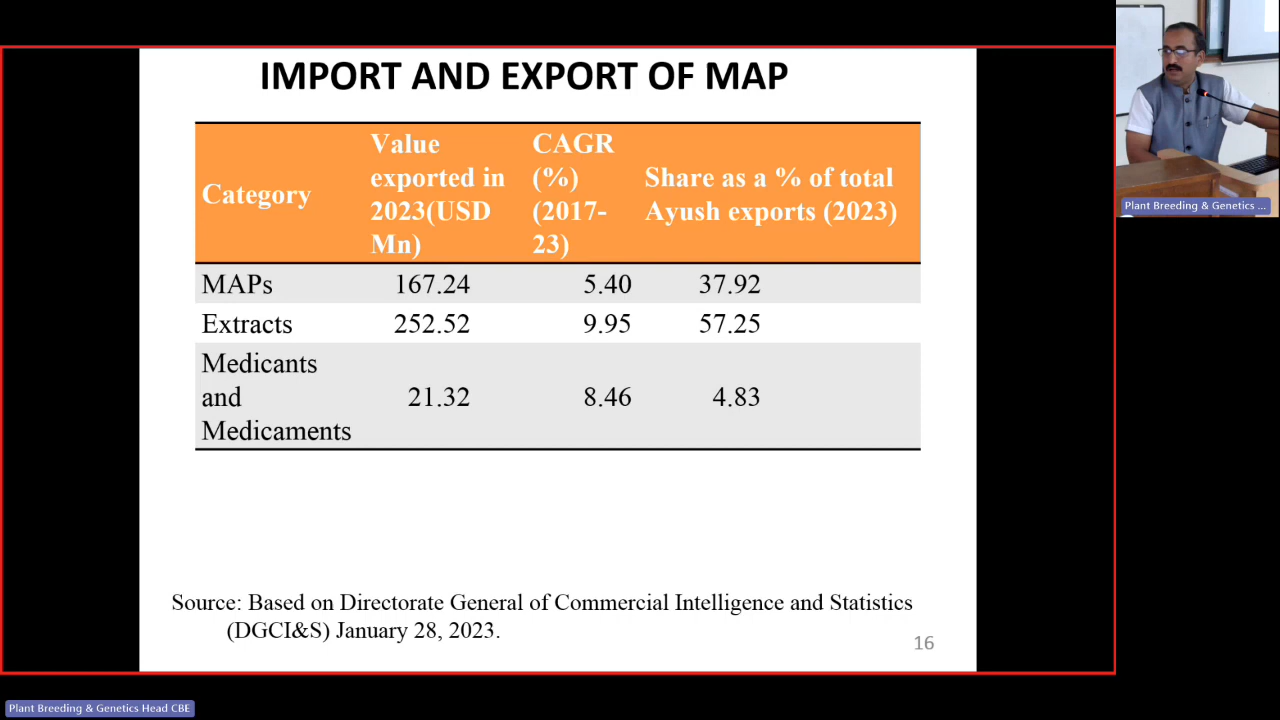 IMPORT AND EXPORT OF MAP
Category
Value
exported in
2023(USD
Mn)
CAGR
(%)
(2017-
23)
Share as a % of total
Ayush exports (2023)
MAPs 167.24 5.40 37.92
Extracts 252.52 9.95 57.25
Medicants
and
Medicaments
21.32 8.46 4.83
Source: Based on Directorate General of Commercial Intelligence and Statistics
(DGCI&S) January 28, 2023.
16
Plant Breeding & Genetics ...
Plant Breeding & Genetics Head CBE